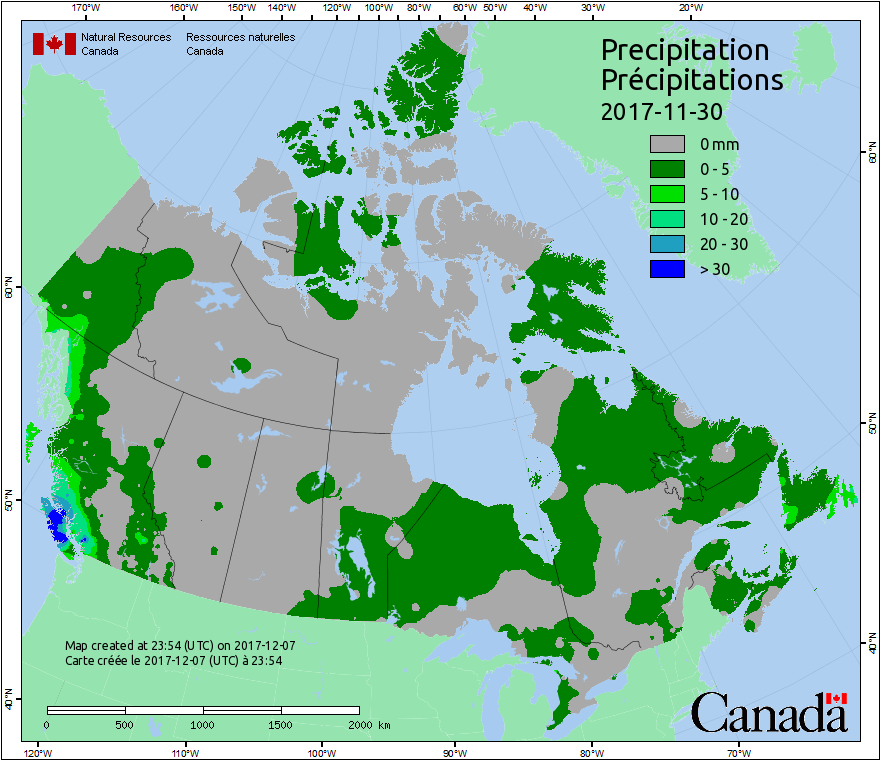 170°W 160°W 150°W 140°W 120°W 100°W 80°W 60°W 50°W 40°W 30°W 20°W
Natural Resources Ressources naturelles
Canada Canada
Precipitation
Précipitations
2017-11-30
0 mm
0 - 5
5 - 10
10 - 20
20 - 30
> 30
60°N 60°N
50°N 50°N
40°N 40°N
Map created at 23:54 (UTC) on 2017-12-07
Carte créée le 2017-12-07 (UTC) à 23:54
0 500 1000 1500 2000 km
Canada
120°W 110°W 100°W 90°W 80°W 70°W